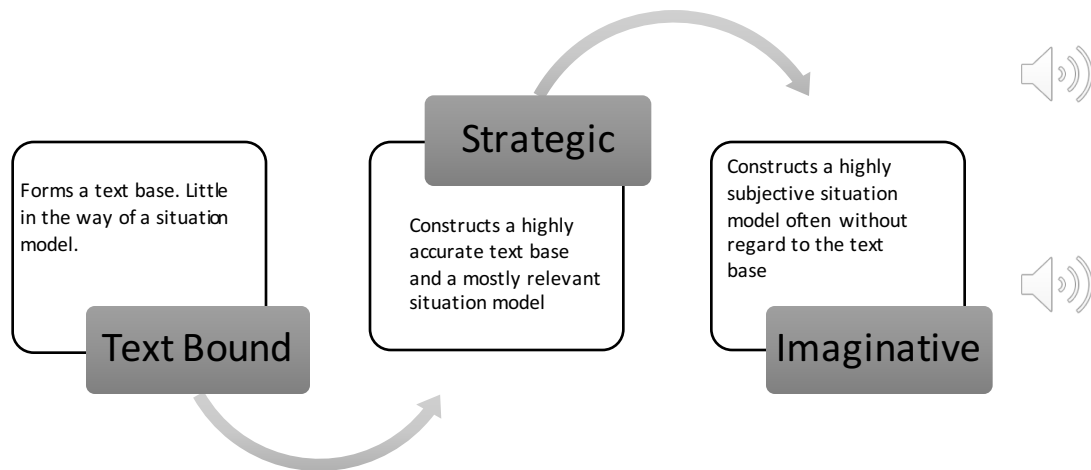 Forms a text base. Little
in the way of a situation
model.
Text Bound
Strategic
Constructs a highly
accurate text base
and a mostly relevant
situation model
Constructs a highly
subjective situation
model often without
regard to the text
base
Imaginative